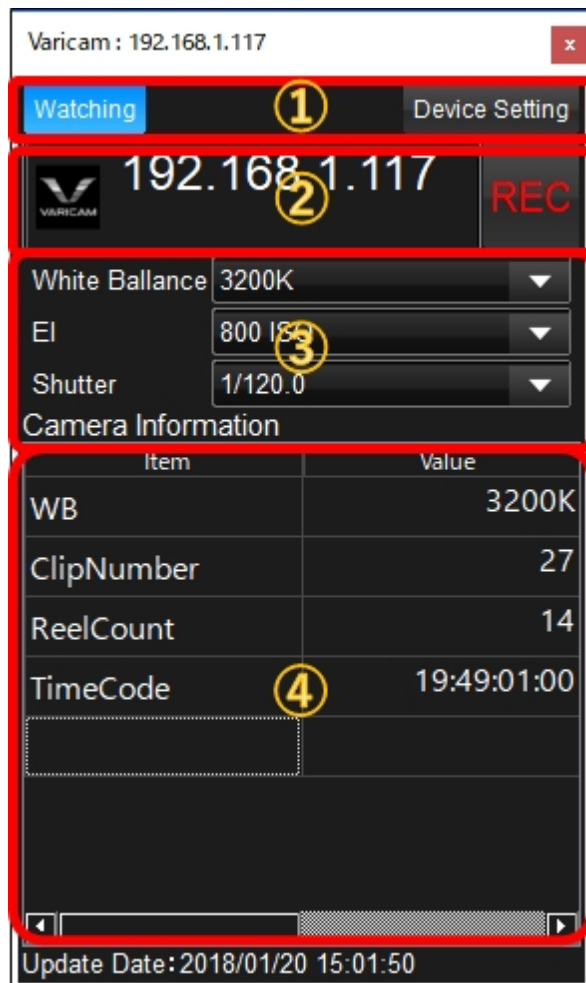 Varicam : 192.168.1.117 x
Watching ① Device Setting
VARICAM 192.168.1.117 ② REC
White Ballance 3200K
EI 800 ISO ③
Shutter 1/120.0
Camera Information
Item Value
WB 3200K
ClipNumber 27
ReelCount 14
TimeCode ④ 19:49:01:00
Update Date:2018/01/20 15:01:50